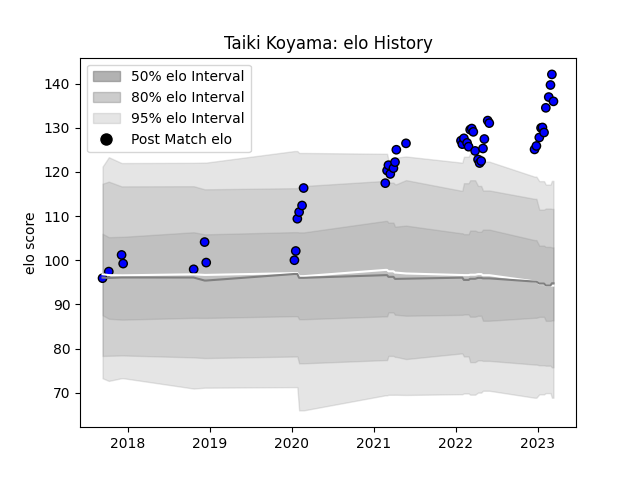 Taiki Koyama: elo History
50% elo Interval
80% elo Interval
95% elo Interval
Post Match elo
elo score
140
130
120
110
100
90
80
70
2018
2019
2020
2021
2022
2023